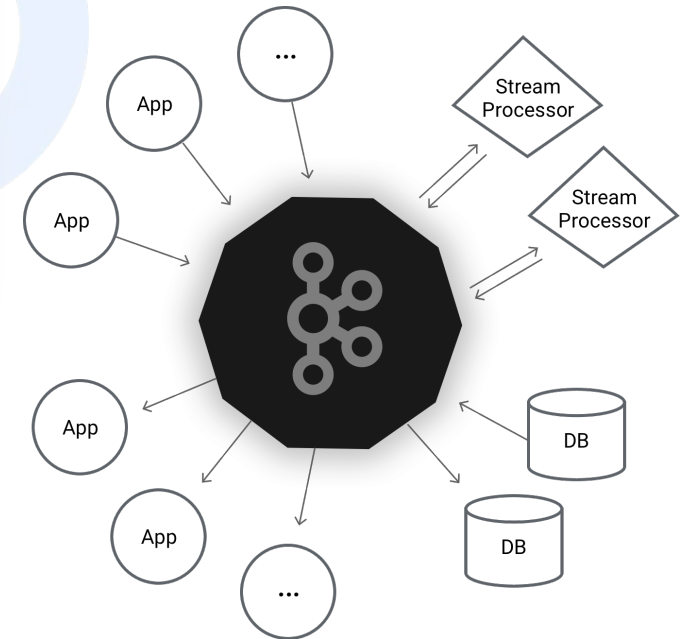 ...
App
App
Stream
Processor
Stream
Processor
App
App
...
DB
DB